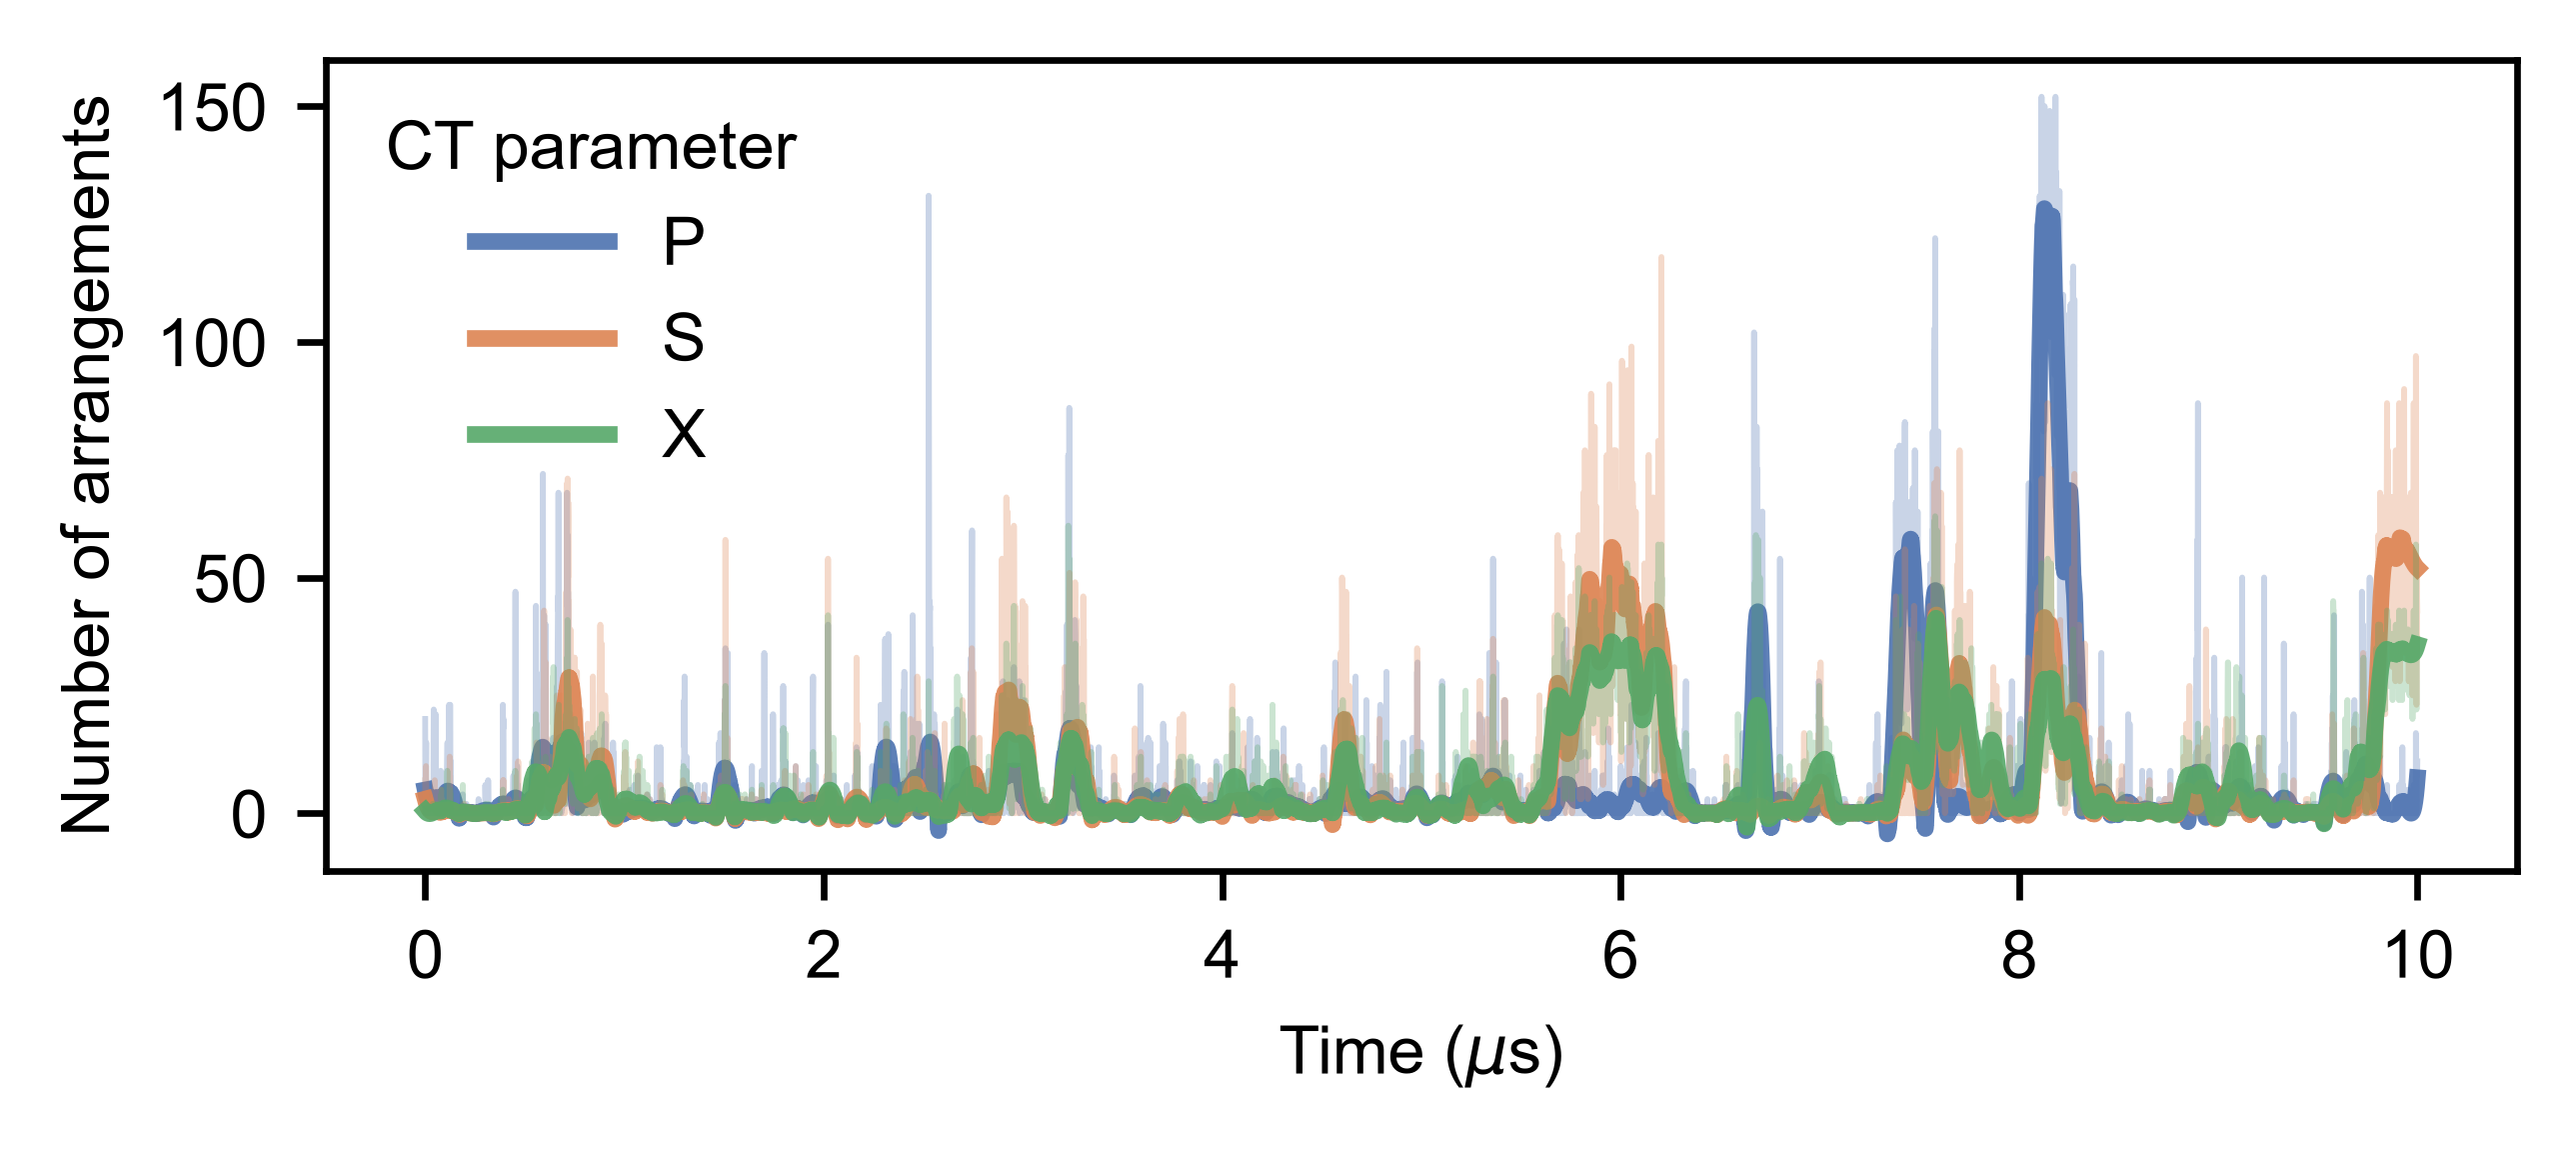 Number of arrangements
150
100
50
0
CT parameter
P
S
X
0 2 4 6 8 10
Time (μs)